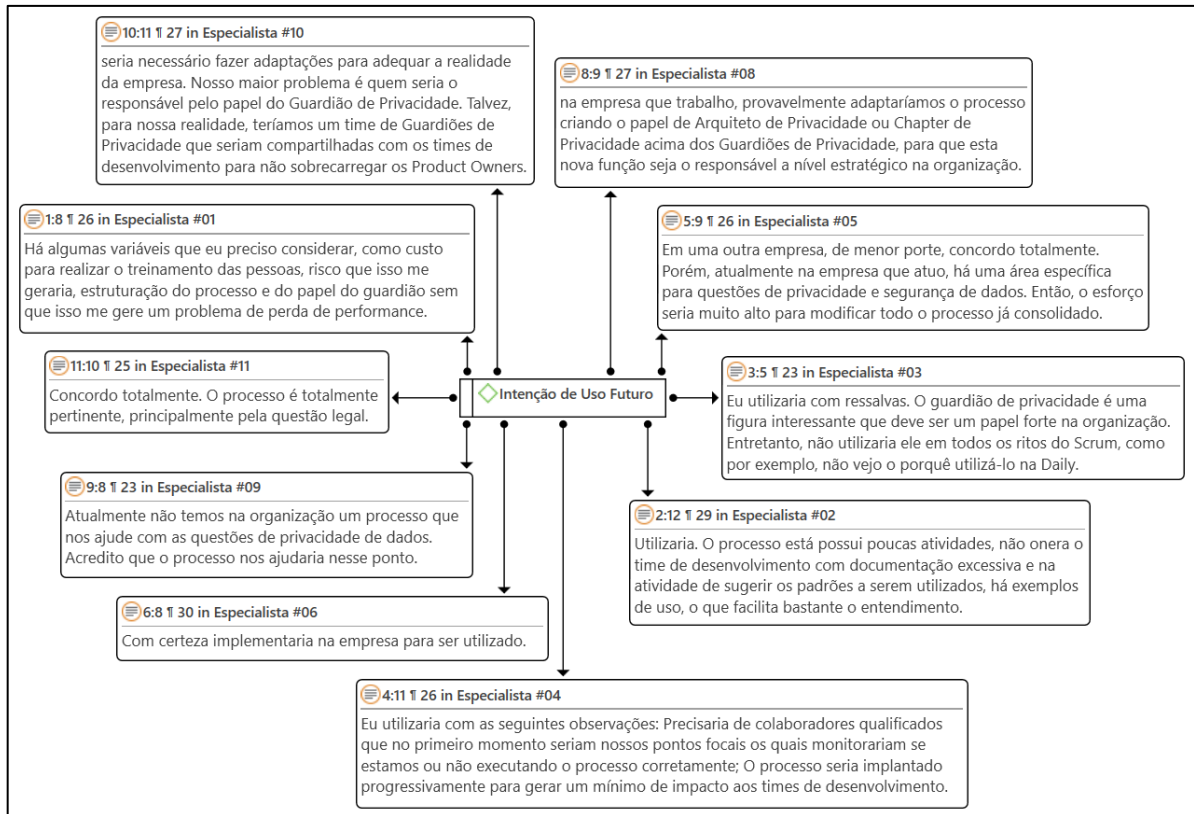 10:11 ¶ 27 in Especialista #10
seria necessário fazer adaptações para adequar a realidade
da empresa. Nosso maior problema é quem seria o
responsável pelo papel do Guardião de Privacidade. Talvez,
para nossa realidade, teríamos um time de Guardiões de
Privacidade que seriam compartilhadas com os times de
desenvolvimento para não sobrecarregar os Product Owners.
8:9 ¶ 27 in Especialista #08
na empresa que trabalho, provavelmente adaptaríamos o processo
criando o papel de Arquiteto de Privacidade ou Chapter de
Privacidade acima dos Guardiões de Privacidade, para que esta
nova função seja o responsável a nível estratégico na organização.
1:8 ¶ 26 in Especialista #01
Há algumas variáveis que eu preciso considerar, como custo
para realizar o treinamento das pessoas, risco que isso me
geraria, estruturação do processo e do papel do guardião sem
que isso me gere um problema de perda de performance.
5:9 ¶ 26 in Especialista #05
Em uma outra empresa, de menor porte, concordo totalmente.
Porém, atualmente na empresa que atuo, há uma área específica
para questões de privacidade e segurança de dados. Então, o esforço
seria muito alto para modificar todo o processo já consolidado.
11:10 ¶ 25 in Especialista #11
Concordo totalmente. O processo é totalmente
pertinente, principalmente pela questão legal.
Intenção de Uso Futuro
3:5 ¶ 23 in Especialista #03
Eu utilizaria com ressalvas. O guardião de privacidade é uma
figura interessante que deve ser um papel forte na organização.
Entretanto, não utilizaria ele em todos os ritos do Scrum, como
por exemplo, não vejo o porquê utilizá-lo na Daily.
9:8 ¶ 23 in Especialista #09
Atualmente não temos na organização um processo que
nos ajude com as questões de privacidade de dados.
Acredito que o processo nos ajudaria nesse ponto.
2:12 ¶ 29 in Especialista #02
Utilizaria. O processo está possui poucas atividades, não onera o
time de desenvolvimento com documentação excessiva e na
atividade de sugerir os padrões a serem utilizados, há exemplos
de uso, o que facilita bastante o entendimento.
6:8 ¶ 30 in Especialista #06
Com certeza implementaria na empresa para ser utilizado.
4:11 ¶ 26 in Especialista #04
Eu utilizaria com as seguintes observações: Precisaria de colaboradores qualificados
que no primeiro momento seriam nossos pontos focais os quais monitorariam se
estamos ou não executando o processo corretamente; O processo seria implantado
progressivamente para gerar um mínimo de impacto aos times de desenvolvimento.